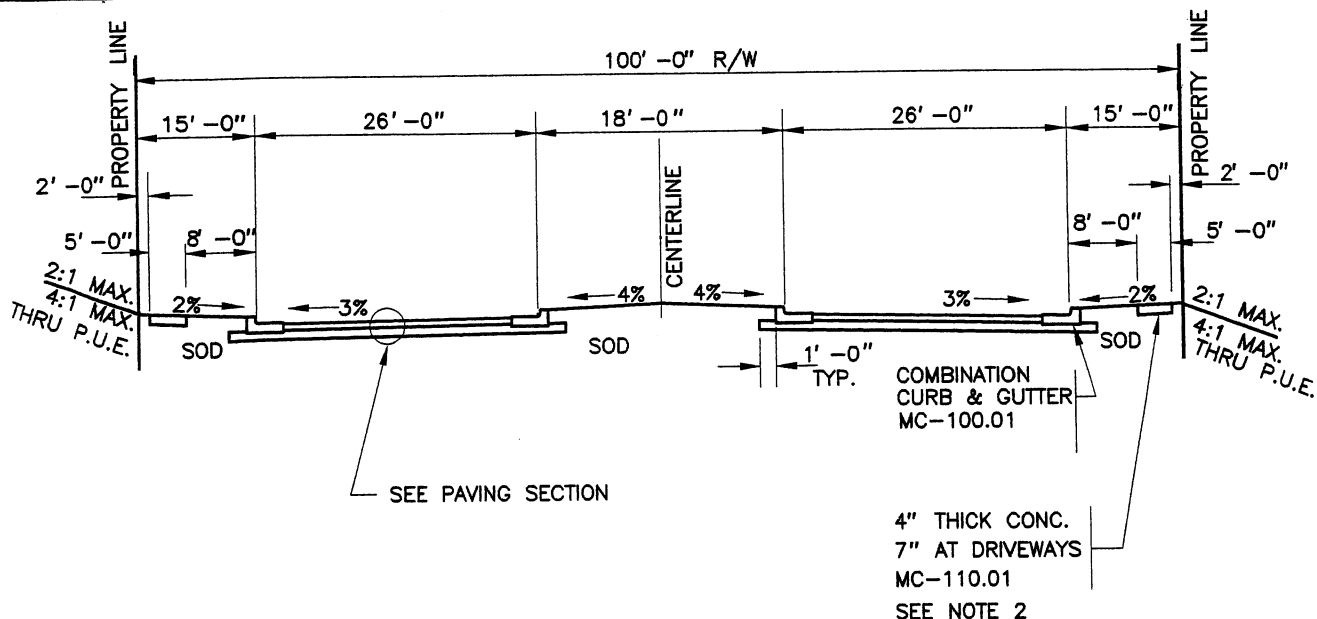 PROPERTY LINE
PROPERTY LINE
100' -0" R/W
15' -0"
26' -0"
18' -0"
26' -0"
15' -0"
2' -0"
2' -0"
CENTERLINE
5' -0"
8' -0"
8' -0"
5' -0"
2:1 MAX.
4:1 MAX.
THRU P.U.E.
2%
3%
4%
4%
3%
2%
2:1 MAX.
4:1 MAX.
THRU P.U.E.
SOD
SOD
SOD
1' -0"
TYP.
COMBINATION
CURB & GUTTER
MC-100.01
SEE PAVING SECTION
4" THICK CONC.
7" AT DRIVEWAYS
MC-110.01
SEE NOTE 2